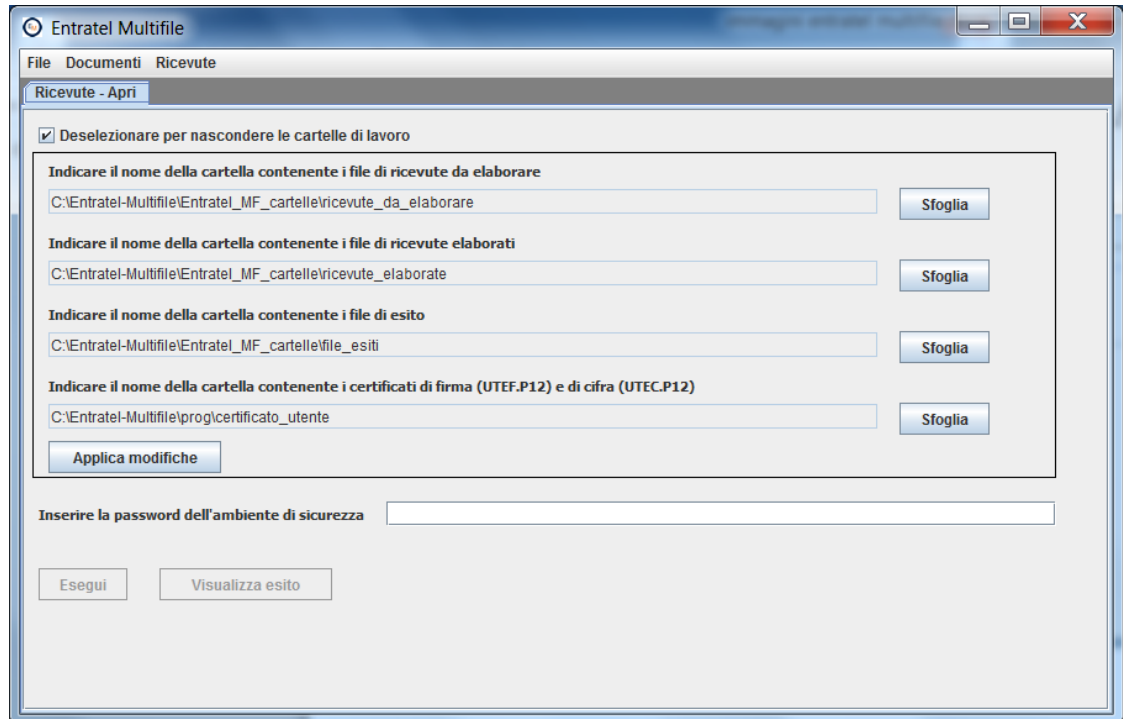 Entratel Multifile
File Documenti Ricevute
Ricevute - Apri
Deselezionare per nascondere le cartelle di lavoro
Indicare il nome della cartella contenente i file di ricevute da elaborare
C:\Entratel-Multifile\Entratel_MF_cartelle\ricevute_da_elaborare
Sfoglia
Indicare il nome della cartella contenente i file di ricevute elaborati
C:\Entratel-Multifile\Entratel_MF_cartelle\ricevute_elaborate
Sfoglia
Indicare il nome della cartella contenente i file di esito
C:\Entratel-Multifile\Entratel_MF_cartelle\file_esiti
Sfoglia
Indicare il nome della cartella contenente i certificati di firma (UTEF.P12) e di cifra (UTEC.P12)
C:\Entratel-Multifile\prog\certificato_utente
Sfoglia
Applica modifiche
Inserire la password dell'ambiente di sicurezza
Esegui Visualizza esito